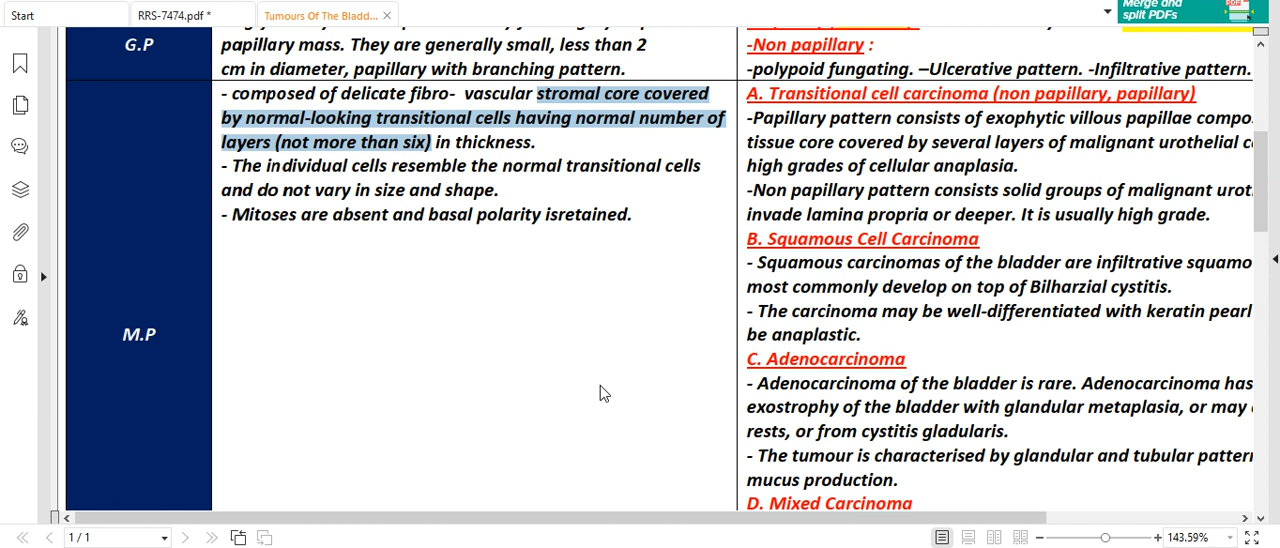 Start
RRS-7474.pdf *
Tumours Of The Bladd...
Merge and
split PDFs
PDF
G.P
papillary mass. They are generally small, less than 2
cm in diameter, papillary with branching pattern.
-Non papillary :
-polypoid fungating. –Ulcerative pattern. -Infiltrative pattern.
M.P
- composed of delicate fibro- vascular stromal core covered
by normal-looking transitional cells having normal number of
layers (not more than six) in thickness.
- The individual cells resemble the normal transitional cells
and do not vary in size and shape.
- Mitoses are absent and basal polarity isretained.
A. Transitional cell carcinoma (non papillary, papillary)
-Papillary pattern consists of exophytic villous papillae compo
tissue core covered by several layers of malignant urothelial c
high grades of cellular anaplasia.
-Non papillary pattern consists solid groups of malignant urot
invade lamina propria or deeper. It is usually high grade.
B. Squamous Cell Carcinoma
- Squamous carcinomas of the bladder are infiltrative squamo
most commonly develop on top of Bilharzial cystitis.
- The carcinoma may be well-differentiated with keratin pearl
be anaplastic.
C. Adenocarcinoma
- Adenocarcinoma of the bladder is rare. Adenocarcinoma has
exostrophy of the bladder with glandular metaplasia, or may
rests, or from cystitis gladularis.
- The tumour is characterised by glandular and tubular patter
mucus production.
D. Mixed Carcinoma
1 / 1
143.59%